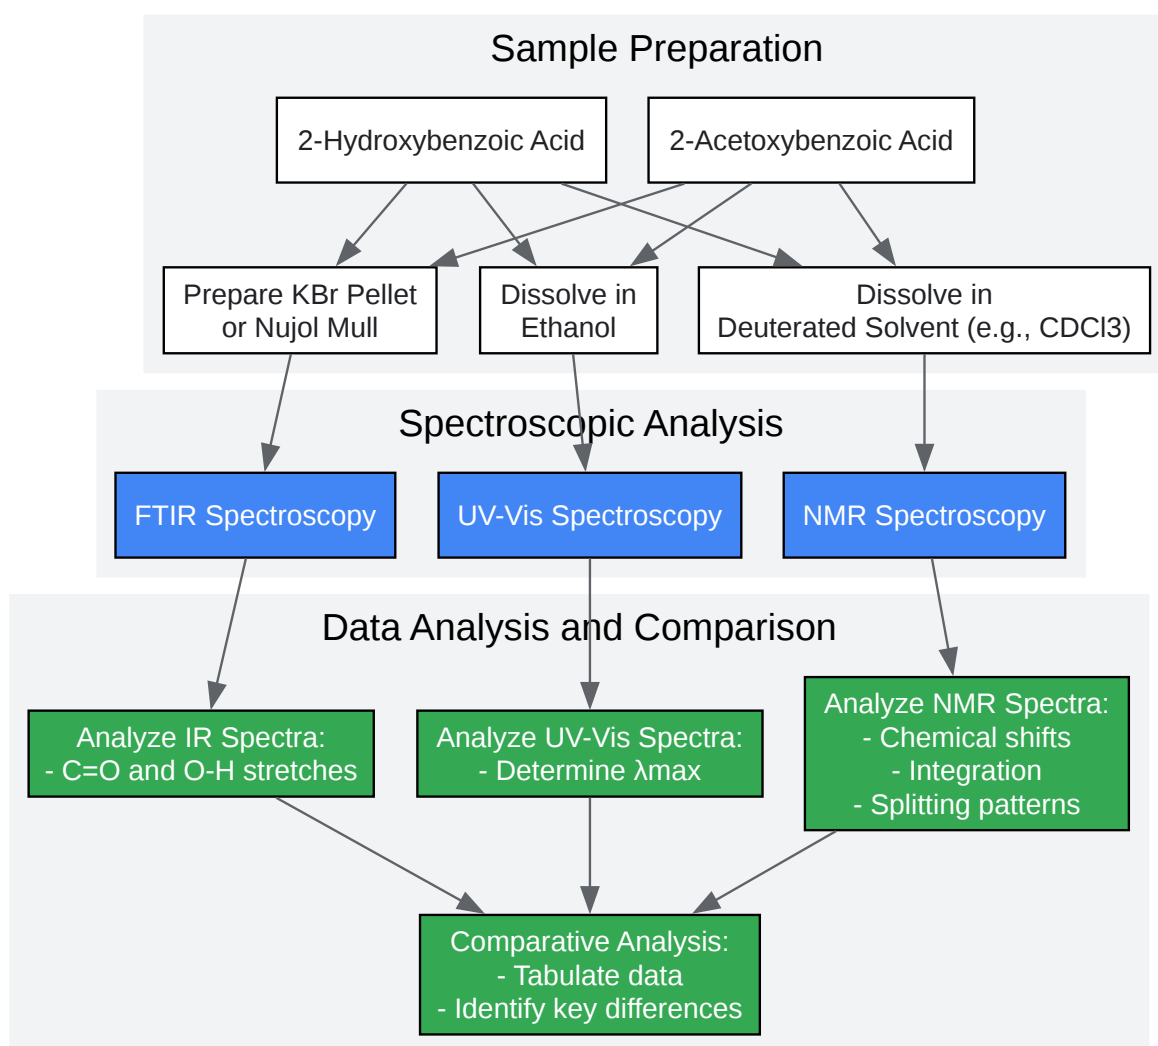 Sample Preparation
2-Hydroxybenzoic Acid
2-Acetoxybenzoic Acid
Prepare KBr Pellet
or Nujol Mull
Dissolve in
Ethanol
Dissolve in
Deuterated Solvent (e.g., CDCl3)
Spectroscopic Analysis
FTIR Spectroscopy
UV-Vis Spectroscopy
NMR Spectroscopy
Data Analysis and Comparison
Analyze IR Spectra:
- C=O and O-H stretches
Analyze UV-Vis Spectra:
- Determine λmax
Analyze NMR Spectra:
- Chemical shifts
- Integration
- Splitting patterns
Comparative Analysis:
- Tabulate data
- Identify key differences